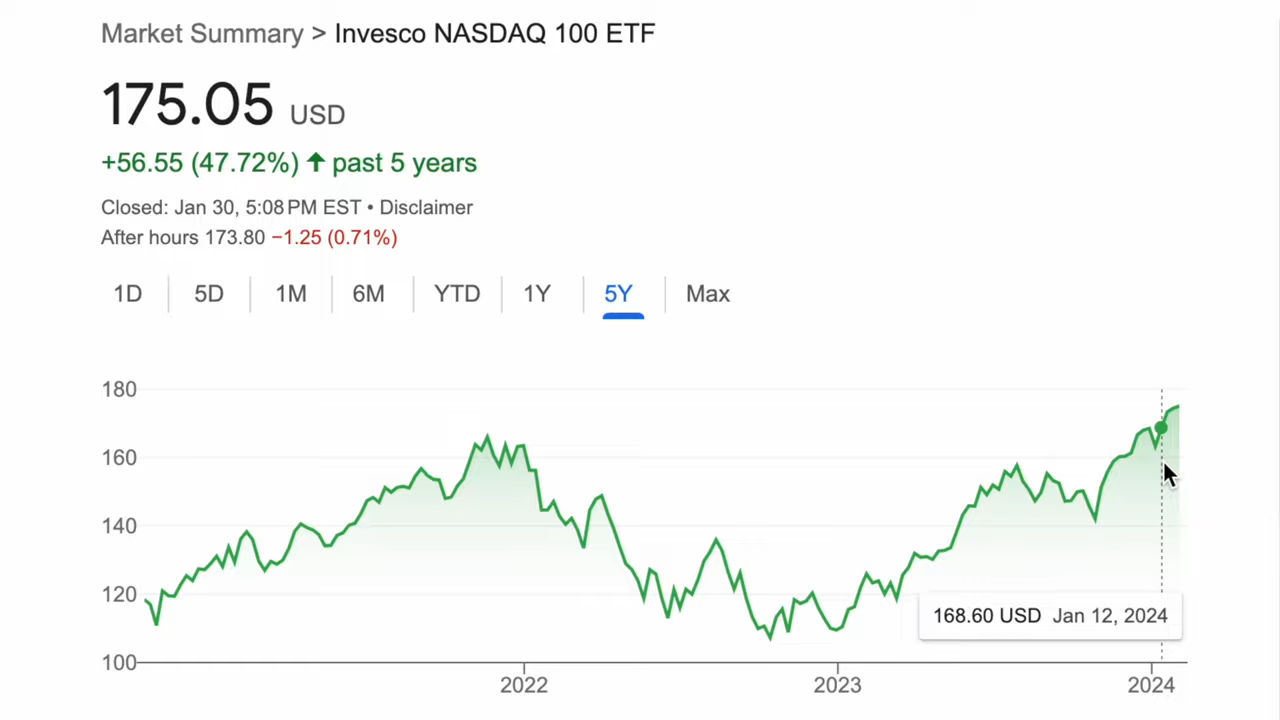 Market Summary > Invesco NASDAQ 100 ETF
175.05 USD
+56.55 (47.72%) ↑ past 5 years
Closed: Jan 30, 5:08 PM EST • Disclaimer
After hours 173.80 −1.25 (0.71%)
1D 5D 1M 6M YTD 1Y 5Y Max
180
160
140
120
168.60 USD Jan 12, 2024
100
2022 2023 2024